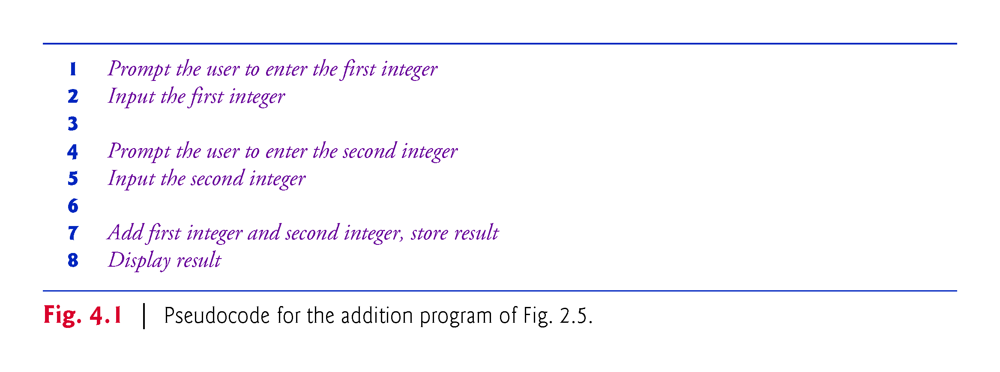 1 Prompt the user to enter the first integer
2 Input the first integer
3
4 Prompt the user to enter the second integer
5 Input the second integer
6
7 Add first integer and second integer, store result
8 Display result
Fig. 4.1 | Pseudocode for the addition program of Fig. 2.5.